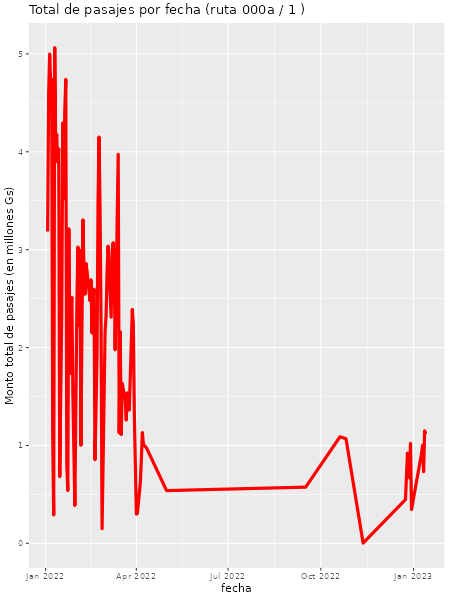 Total de pasajes por fecha (ruta 000a / 1 )
Monto total de pasajes (en millones Gs)
5
4
3
2
1
0
Jan 2022
Apr 2022
Jul 2022
Oct 2022
Jan 2023
fecha